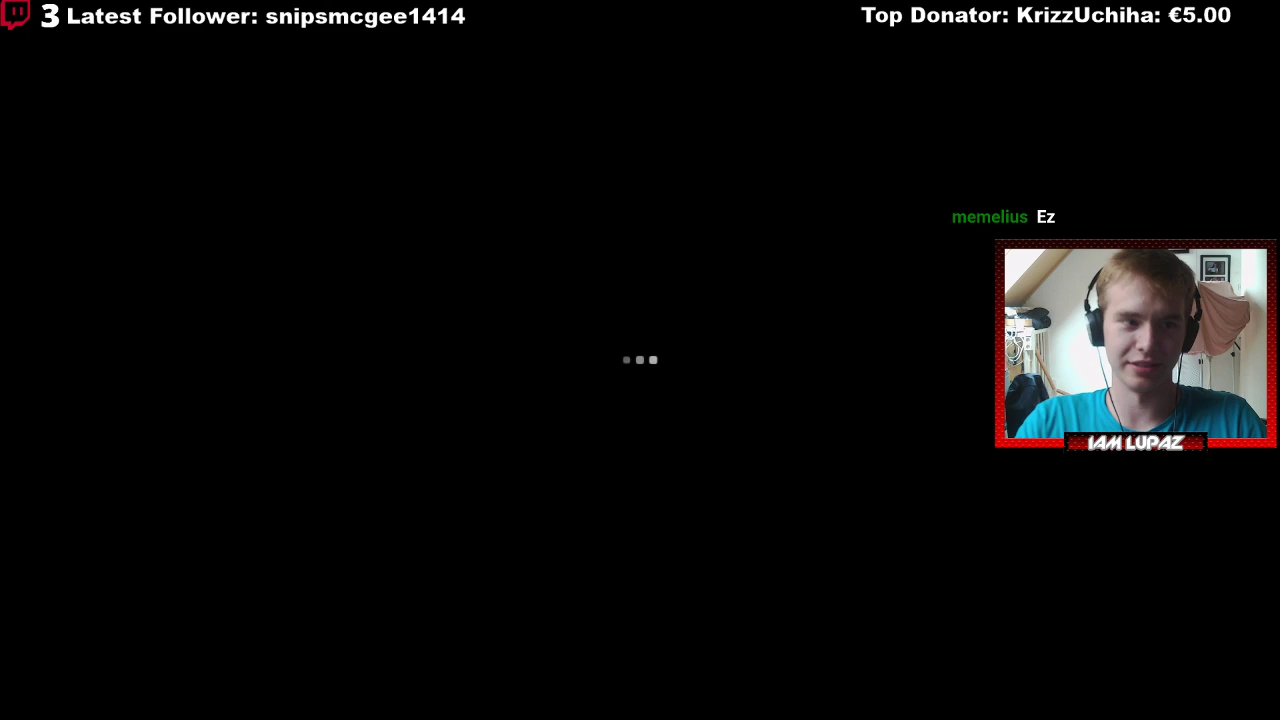 3 Latest Follower: snipsmcgee1414
Top Donator: KrizzUchiha: €5.00
memelius Ez
IAM LUPAZ